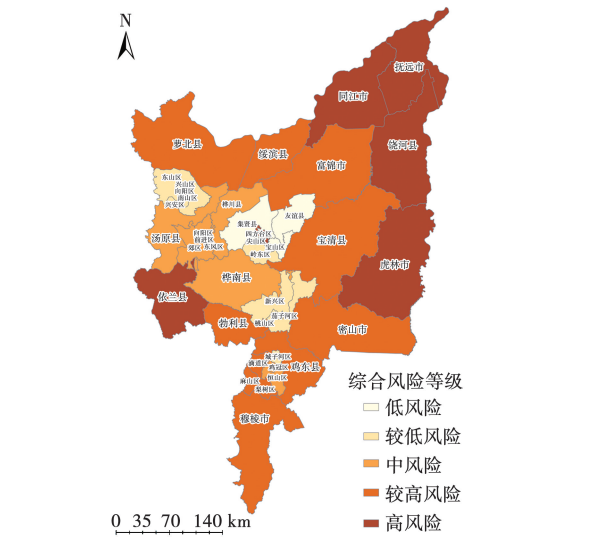 N
抚远市
同江市
饶河县
萝北县
绥滨县
富锦市
东山区
兴山区
向阳区
南山区
兴安区
桦川县
友谊县
集贤县
四方台区
尖山区
宝山区
岭东区
向阳区
前进区
郊区
东风区
汤原县
宝清县
虎林市
桦南县
依兰县
新兴区
茄子河区
桃山区
勃利县
密山市
城子河区
滴道区
鸡冠区
鸡东县
恒山区
麻山区
梨树区
穆棱市
综合风险等级
低风险
较低风险
中风险
较高风险
高风险
0 35 70 140 km